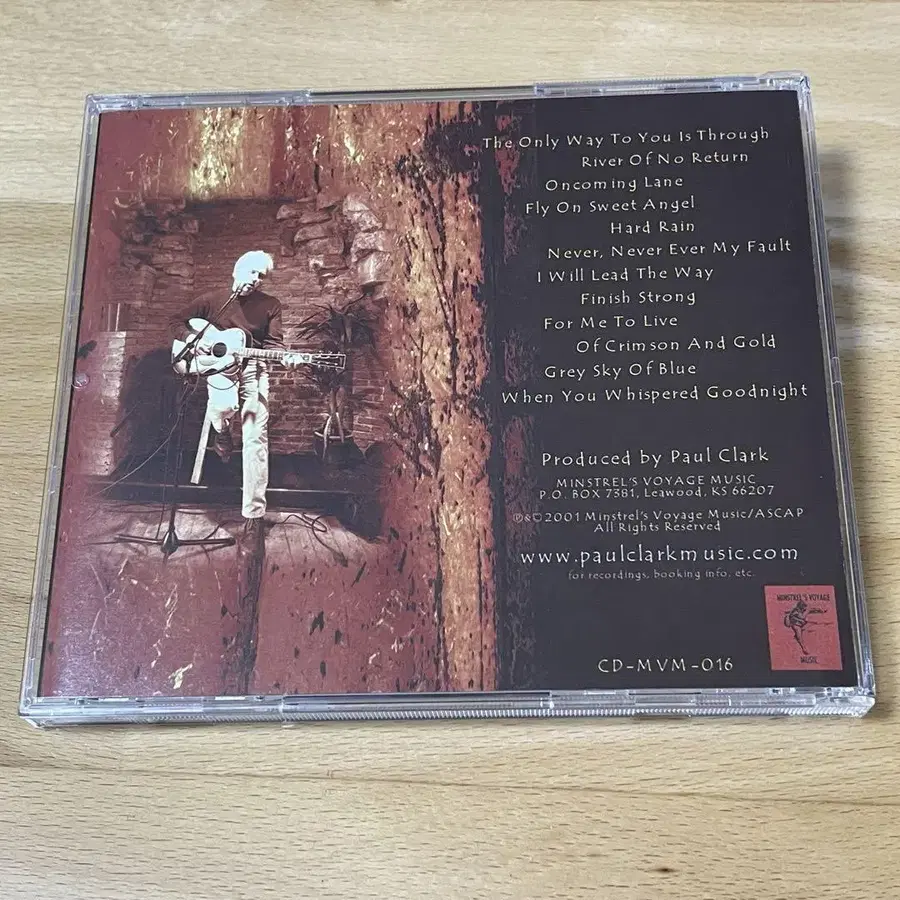 The Only Way To You Is Through
River Of No Return
Oncoming Lane
Fly On Sweet Angel
Hard Rain
Never, Never Ever My Fault
I Will Lead The Way
Finish Strong
For Me To Live
Of Crimson And Gold
Grey Sky Of Blue
When You Whispered Goodnight
Produced by Paul Clark
MINSTREL'S VOYAGE MUSIC
P.O. BOX 7381, Leawood, KS 66207
℗&©2001 Minstrel's Voyage Music/ASCAP
All Rights Reserved
www.paulclarkmusic.com
for recordings, booking info, etc.
MINSTREL'S VOYAGE
MUSIC
CD-MVM-016